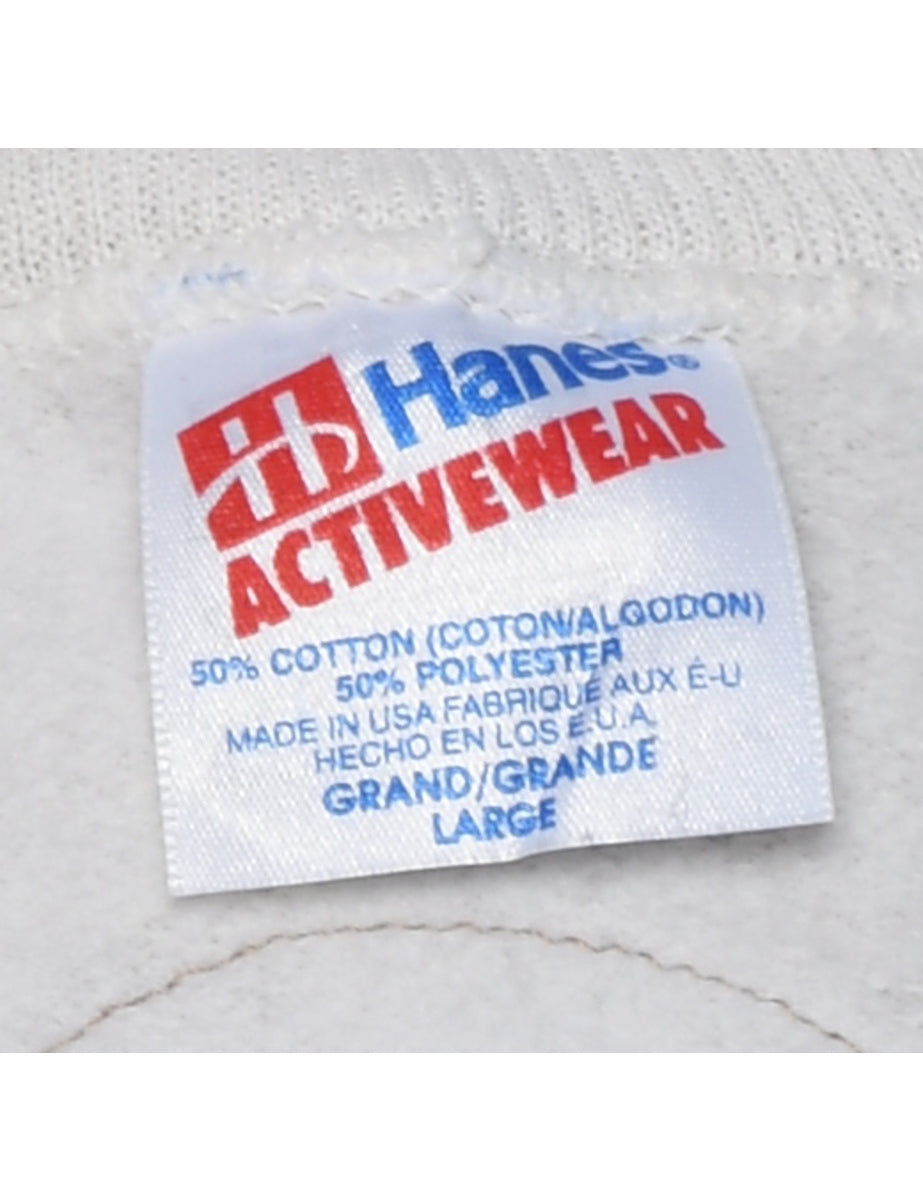 Hanes®
ACTIVEWEAR
50% COTTON (COTON/ALGODON)
50% POLYESTER
MADE IN USA FABRIQUÉ AUX É-U
HECHO EN LOS E.U.A.
GRAND/GRANDE
LARGE